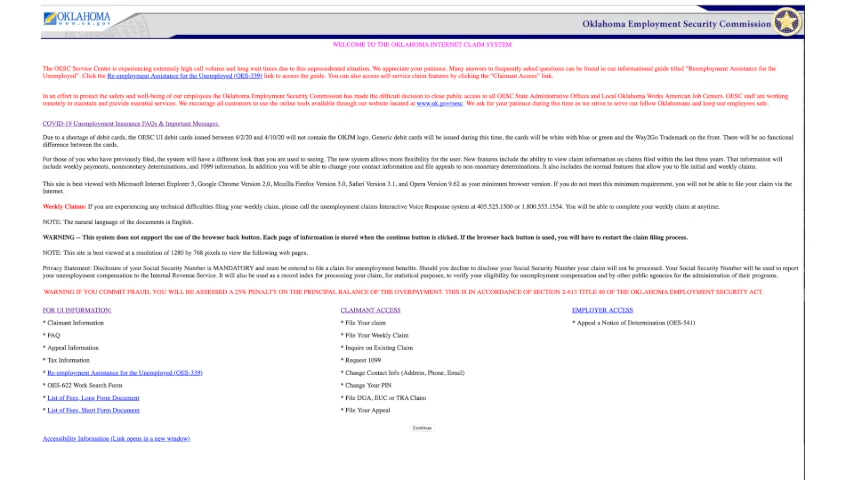 OKLAHOMA
www.ok.gov
Oklahoma Employment Security Commission
WELCOME TO THE OKLAHOMA INTERNET CLAIM SYSTEM
The OESC Service Center is experiencing extremely high call volume and long wait times due to this unprecedented situation. We appreciate your patience. Many answers to frequently asked questions can be found in our informational guide titled "Reemployment Assistance for the
Unemployed". Click the Re-employment Assistance for the Unemployed (OES-339) link to access the guide. You can also access self-service claim features by clicking the "Claimant Access" link.
In an effort to protect the safety and well-being of our employees the Oklahoma Employment Security Commission has made the difficult decision to close public access to all OESC State Administrative Offices and Local Oklahoma Works American Job Centers. OESC staff are working
remotely to maintain and provide essential services. We encourage all customers to use the online tools available through our website located at www.ok.gov/oesc. We ask for your patience during this time as we strive to serve our fellow Oklahomans and keep our employees safe.
COVID-19 Unemployment Insurance FAQs & Important Messages.
Due to a shortage of debit cards, the OESC UI debit cards issued between 4/2/20 and 4/10/20 will not contain the OKJM logo. Generic debit cards will be issued during this time, the cards will be white with blue or green and the Way2Go Trademark on the front. There will be no functional
difference between the cards.
For those of you who have previously filed, the system will have a different look than you are used to seeing. The new system allows more flexibility for the user. New features include the ability to view claim information on claims filed within the last three years. That information will
include weekly payments, nonmonetary determinations, and 1099 information. In addition you will be able to change your contact information and file appeals to non-monetary determinations. It also includes the normal features that allow you to file initial and weekly claims.
This site is best viewed with Microsoft Internet Explorer 5, Google Chrome Version 2.0, Mozilla Firefox Version 3.0, Safari Version 3.1, and Opera Version 9.62 as your minimum browser version. If you do not meet this minimum requirement, you will not be able to file your claim via the
Internet.
Weekly Claims: If you are experiencing any technical difficulties filing your weekly claim, please call the unemployment claims Interactive Voice Response system at 405.525.1500 or 1.800.555.1554. You will be able to complete your weekly claim at anytime.
NOTE: The natural language of the documents is English.
WARNING -- This system does not support the use of the browser back button. Each page of information is stored when the continue button is clicked. If the browser back button is used, you will have to restart the claim filing process.
NOTE: This site is best viewed at a resolution of 1280 by 768 pixels to view the following web pages.
Privacy Statement: Disclosure of your Social Security Number is MANDATORY and must be entered to file a claim for unemployment benefits. Should you decline to disclose your Social Security Number your claim will not be processed. Your Social Security Number will be used to report
your unemployment compensation to the Internal Revenue Service. It will also be used as a record index for processing your claim, for statistical purposes, to verify your eligibility for unemployment compensation and by other public agencies for the administration of their programs.
WARNING IF YOU COMMIT FRAUD, YOU WILL BE ASSESSED A 25% PENALTY ON THE PRINCIPAL BALANCE OF THE OVERPAYMENT. THIS IS IN ACCORDANCE OF SECTION 2-613 TITLE 40 OF THE OKLAHOMA EMPLOYMENT SECURITY ACT.
FOR UI INFORMATION:
* Claimant Information
* FAQ
* Appeal Information
* Tax Information
* Re-employment Assistance for the Unemployed (OES-339)
* OES-622 Work Search Form
* List of Fees, Long Form Document
* List of Fees, Short Form Document
CLAIMANT ACCESS
* File Your claim
* File Your Weekly Claim
* Inquire on Existing Claim
* Request 1099
* Change Contact Info (Address, Phone, Email)
* Change Your PIN
* File DUA, EUC or TRA Claim
* File Your Appeal
EMPLOYER ACCESS
* Appeal a Notice of Determination (OES-541)
Continue
Accessibility Information (Link opens in a new window)